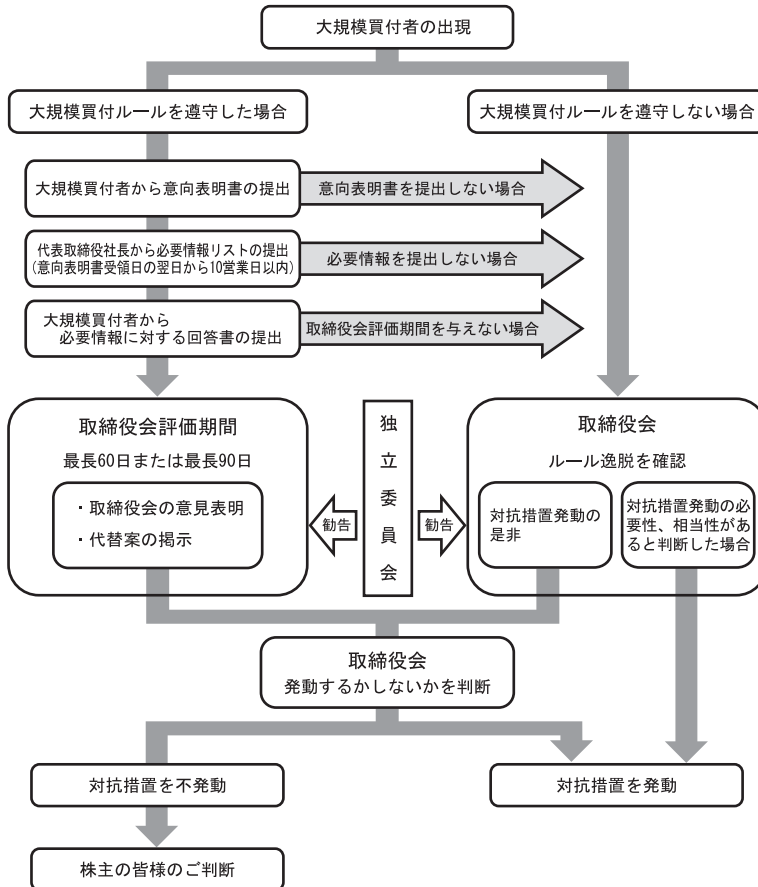 大規模買付者の出現
大規模買付ルールを遵守した場合
大規模買付ルールを遵守しない場合
大規模買付者から意向表明書の提出
意向表明書を提出しない場合
代表取締役社長から必要情報リストの提出
(意向表明書受領日の翌日から10営業日以内)
必要情報を提出しない場合
大規模買付者から
必要情報に対する回答書の提出
取締役会評価期間を与えない場合
取締役会評価期間
最長60日または最長90日
・取締役会の意見表明
・代替案の掲示
勧告
独立委員会
勧告
取締役会
ルール逸脱を確認
対抗措置発動の
是非
対抗措置発動の必
要性、相当性があ
ると判断した場合
取締役会
発動するかしないかを判断
対抗措置を不発動
対抗措置を発動
株主の皆様のご判断